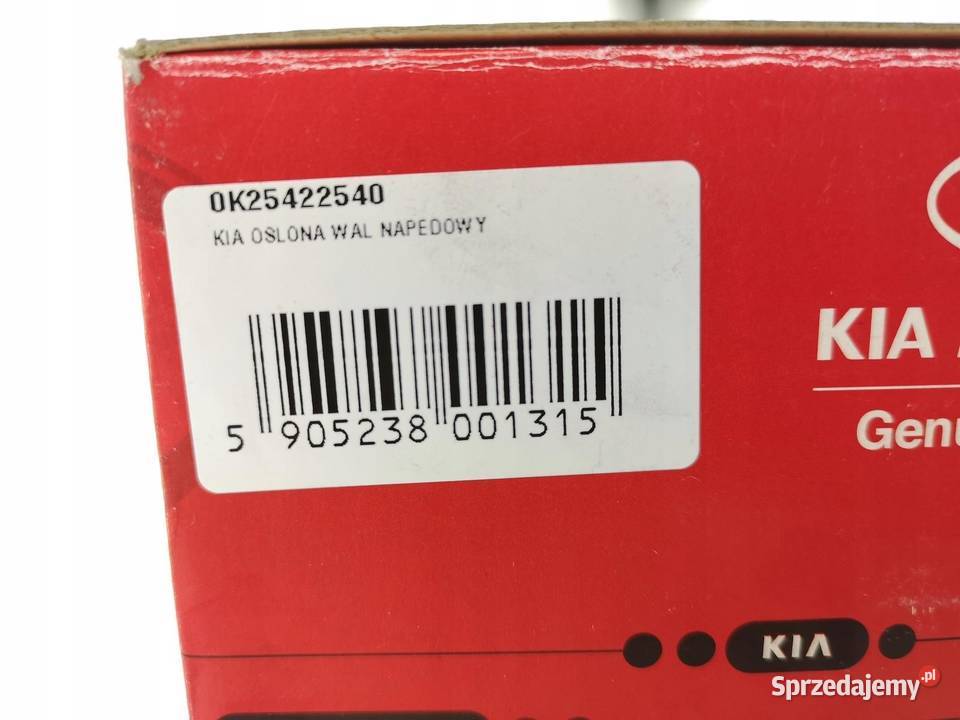 0K25422540
KIA OSLONA WAL NAPEDOWY
5 905238 001315
KIA
Genu
KIA
Sprzedajemy.pl